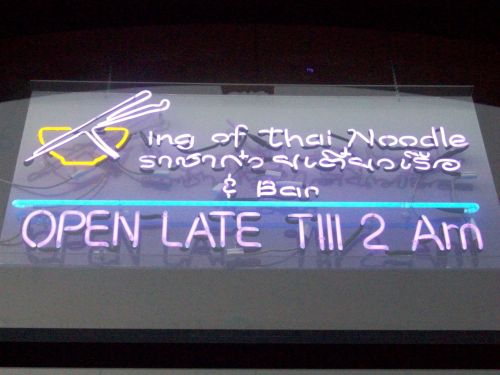 King of Thai Noodle
ราชาก๋วยเตี๋ยวเรือ
& Bar
OPEN LATE Till 2 Am